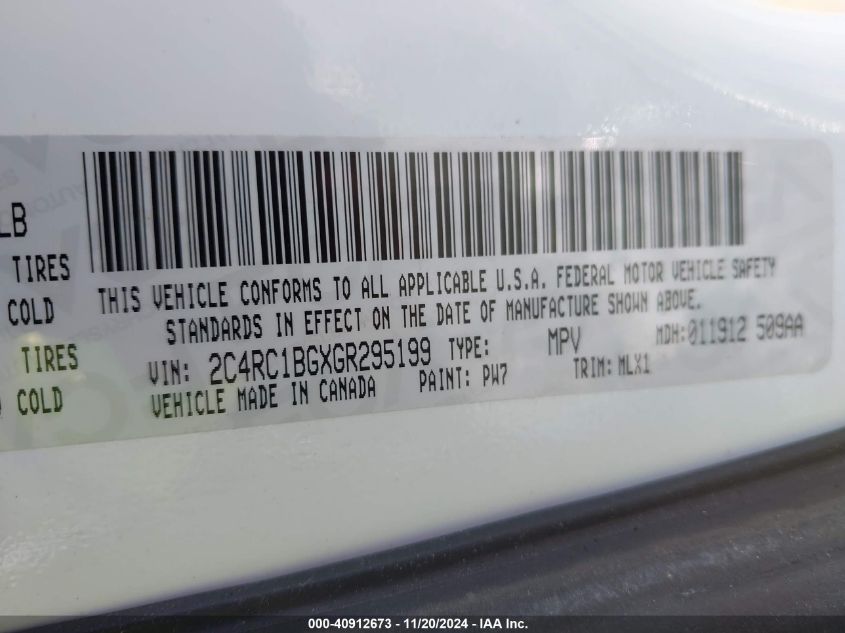 LB
TIRES
COLD
TIRES
COLD
THIS VEHICLE CONFORMS TO ALL APPLICABLE U.S.A. FEDERAL MOTOR VEHICLE SAFETY
STANDARDS IN EFFECT ON THE DATE OF MANUFACTURE SHOWN ABOVE.
VIN: 2C4RC1BGXGR295199 TYPE: MPV MDH:011912 509AA
VEHICLE MADE IN CANADA PAINT: PW7 TRIM: MLX1
000-40912673 - 11/20/2024 - IAA Inc.